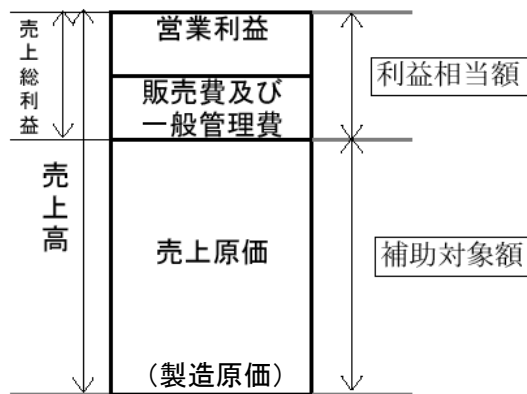 売上総利益
営業利益
販売費及び
一般管理費
利益相当額
売上高
売上原価
(製造原価)
補助対象額